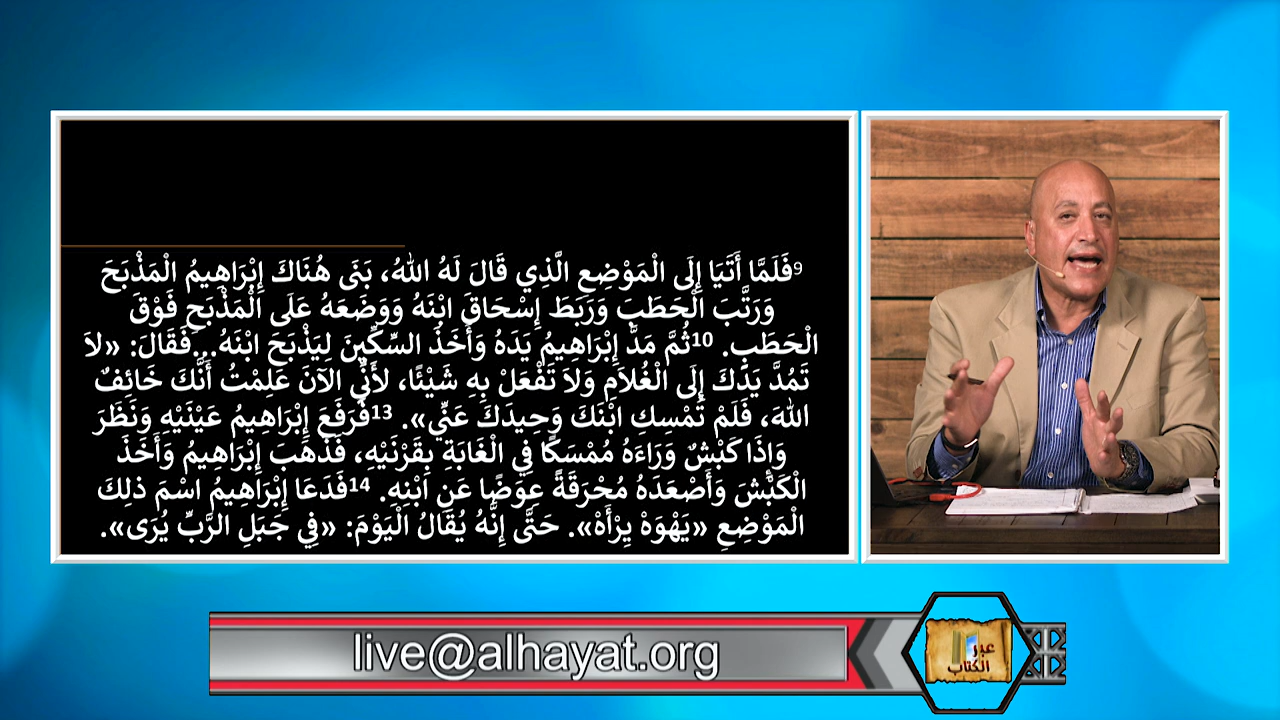 9فَلَمَّا أَتَيَا إِلَى الْمَوْضِعِ الَّذِي قَالَ لَهُ اللهُ، بَنَى هُنَاكَ إِبْرَاهِيمُ الْمَذْبَحَ
وَرَتَّبَ الْحَطَبَ وَرَبَطَ إِسْحَاقَ ابْنَهُ وَوَضَعَهُ عَلَى الْمَذْبَحِ فَوْقَ
الْحَطَبِ. 10ثُمَّ مَدَّ إِبْرَاهِيمُ يَدَهُ وَأَخَذَ السِّكِّينَ لِيَذْبَحَ ابْنَهُ...فَقَالَ: «لاَ
تَمُدَّ يَدَكَ إِلَى الْغُلاَمِ وَلاَ تَفْعَلْ بِهِ شَيْئًا، لأَنِّي الآنَ عَلِمْتُ أَنَّكَ خَائِفٌ
اللهَ، فَلَمْ تُمْسِكِ ابْنَكَ وَحِيدَكَ عَنِّي». 13فَرَفَعَ إِبْرَاهِيمُ عَيْنَيْهِ وَنَظَرَ
وَإِذَا كَبْشٌ وَرَاءَهُ مُمْسَكًا فِي الْغَابَةِ بِقَرْنَيْهِ، فَذَهَبَ إِبْرَاهِيمُ وَأَخَذَ
الْكَبْشَ وَأَصْعَدَهُ مُحْرَقَةً عِوَضًا عَنِ ابْنِهِ. 14فَدَعَا إِبْرَاهِيمُ اسْمَ ذلِكَ
الْمَوْضِعِ «يَهْوَهْ يِرْأَهْ». حَتَّى إِنَّهُ يُقَالُ الْيَوْمَ: «فِي جَبَلِ الرَّبِّ يُرَى».
live@alhayat.org
عبر
الكتاب